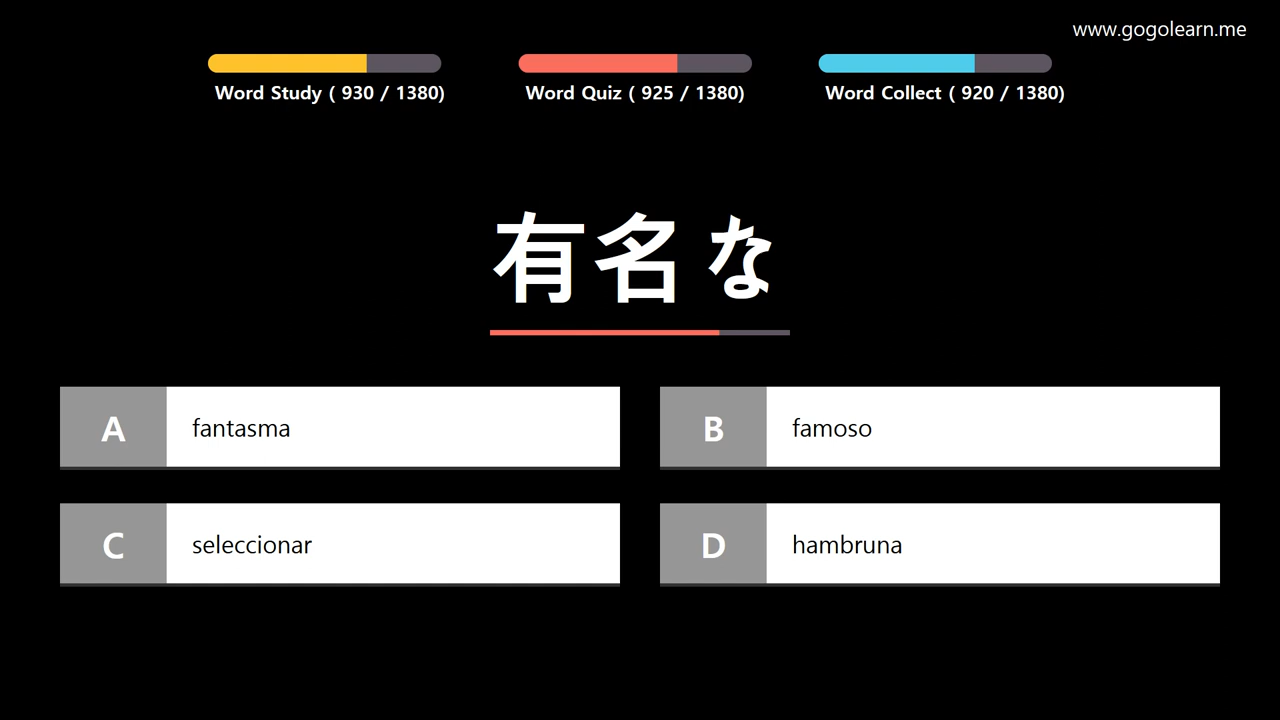 www.gogolearn.me
Word Study ( 930 / 1380)
Word Quiz ( 925 / 1380)
Word Collect ( 920 / 1380)
有名な
A fantasma
B famoso
C seleccionar
D hambruna